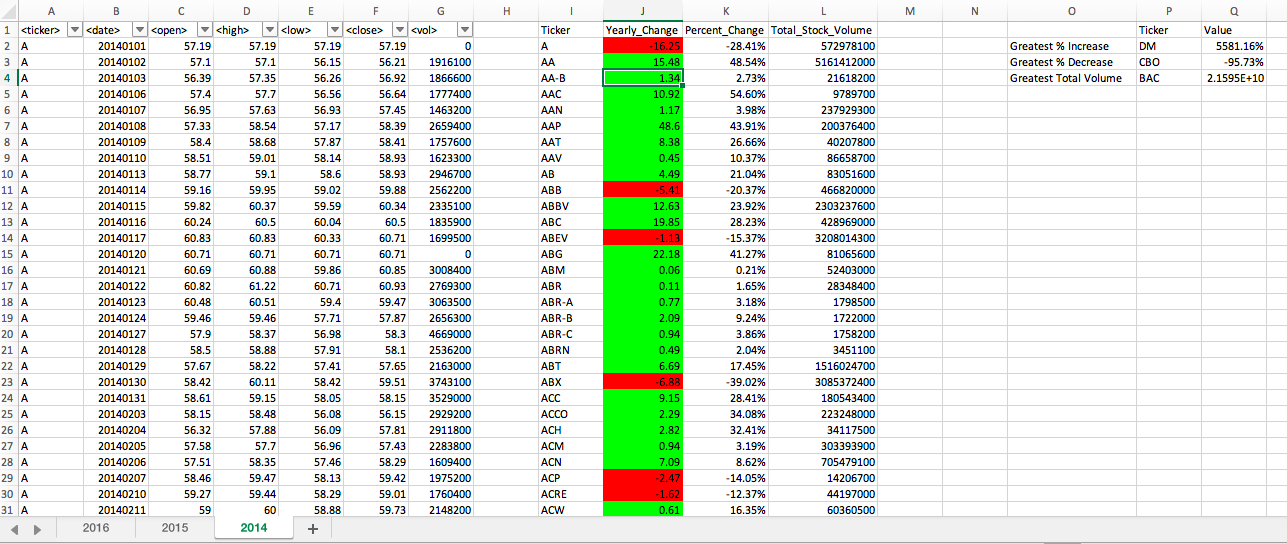 A B C D E F G H I J K L M N O P Q
1 <ticker> <date> <open> <high> <low> <close> <vol> Ticker Yearly_Change Percent_Change Total_Stock_Volume Ticker Value
2 A 20140101 57.19 57.19 57.19 57.19 0 A -16.25 -28.41% 572978100 Greatest % Increase DM 5581.16%
3 A 20140102 57.1 57.1 56.15 56.21 1916100 AA 15.48 48.54% 5161412000 Greatest % Decrease CBO -95.73%
4 A 20140103 56.39 57.35 56.26 56.92 1866600 AA-B 1.34 2.73% 21618200 Greatest Total Volume BAC 2.1595E+10
5 A 20140106 57.4 57.7 56.56 56.64 1777400 AAC 10.92 54.60% 9789700
6 A 20140107 56.95 57.63 56.93 57.45 1463200 AAN 1.17 3.98% 237929300
7 A 20140108 57.33 58.54 57.17 58.39 2659400 AAP 48.6 43.91% 200376400
8 A 20140109 58.4 58.68 57.87 58.41 1757600 AAT 8.38 26.66% 40207800
9 A 20140110 58.51 59.01 58.14 58.93 1623300 AAV 0.45 10.37% 86658700
10 A 20140113 58.77 59.1 58.6 58.93 2946700 AB 4.49 21.04% 83051600
11 A 20140114 59.16 59.95 59.02 59.88 2562200 ABB -5.41 -20.37% 466820000
12 A 20140115 59.82 60.37 59.59 60.34 2335100 ABBV 12.63 23.92% 2303237600
13 A 20140116 60.24 60.5 60.04 60.5 1835900 ABC 19.85 28.23% 428969000
14 A 20140117 60.83 60.83 60.33 60.71 1699500 ABEV -1.13 -15.37% 3208014300
15 A 20140120 60.71 60.71 60.71 60.71 0 ABG 22.18 41.27% 81065600
16 A 20140121 60.69 60.88 59.86 60.85 3008400 ABM 0.06 0.21% 52403000
17 A 20140122 60.82 61.22 60.71 60.93 2769300 ABR 0.11 1.65% 28348400
18 A 20140123 60.48 60.51 59.4 59.47 3063500 ABR-A 0.77 3.18% 1798500
19 A 20140124 59.46 59.46 57.71 57.87 2656300 ABR-B 2.09 9.24% 1722000
20 A 20140127 57.9 58.37 56.98 58.3 4669000 ABR-C 0.94 3.86% 1758200
21 A 20140128 58.5 58.88 57.91 58.1 2536200 ABRN 0.49 2.04% 3451100
22 A 20140129 57.67 58.22 57.41 57.65 2163000 ABT 6.69 17.45% 1516024700
23 A 20140130 58.42 60.11 58.42 59.51 3743100 ABX -6.88 -39.02% 3085372400
24 A 20140131 58.61 59.15 58.05 58.15 3529000 ACC 9.15 28.41% 180543400
25 A 20140203 58.15 58.48 56.08 56.15 2929200 ACCO 2.29 34.08% 223248000
26 A 20140204 56.32 57.88 56.09 57.81 2911800 ACH 2.82 32.41% 34117500
27 A 20140205 57.58 57.7 56.96 57.43 2283800 ACM 0.94 3.19% 303393900
28 A 20140206 57.51 58.35 57.46 58.29 1609400 ACN 7.09 8.62% 705479100
29 A 20140207 58.46 59.47 58.13 59.42 1975200 ACP -2.47 -14.05% 14206700
30 A 20140210 59.27 59.44 58.29 59.01 1760400 ACRE -1.62 -12.37% 44197000
31 A 20140211 59 60 58.88 59.73 2148200 ACW 0.61 16.35% 60360500
2016 2015 2014 +